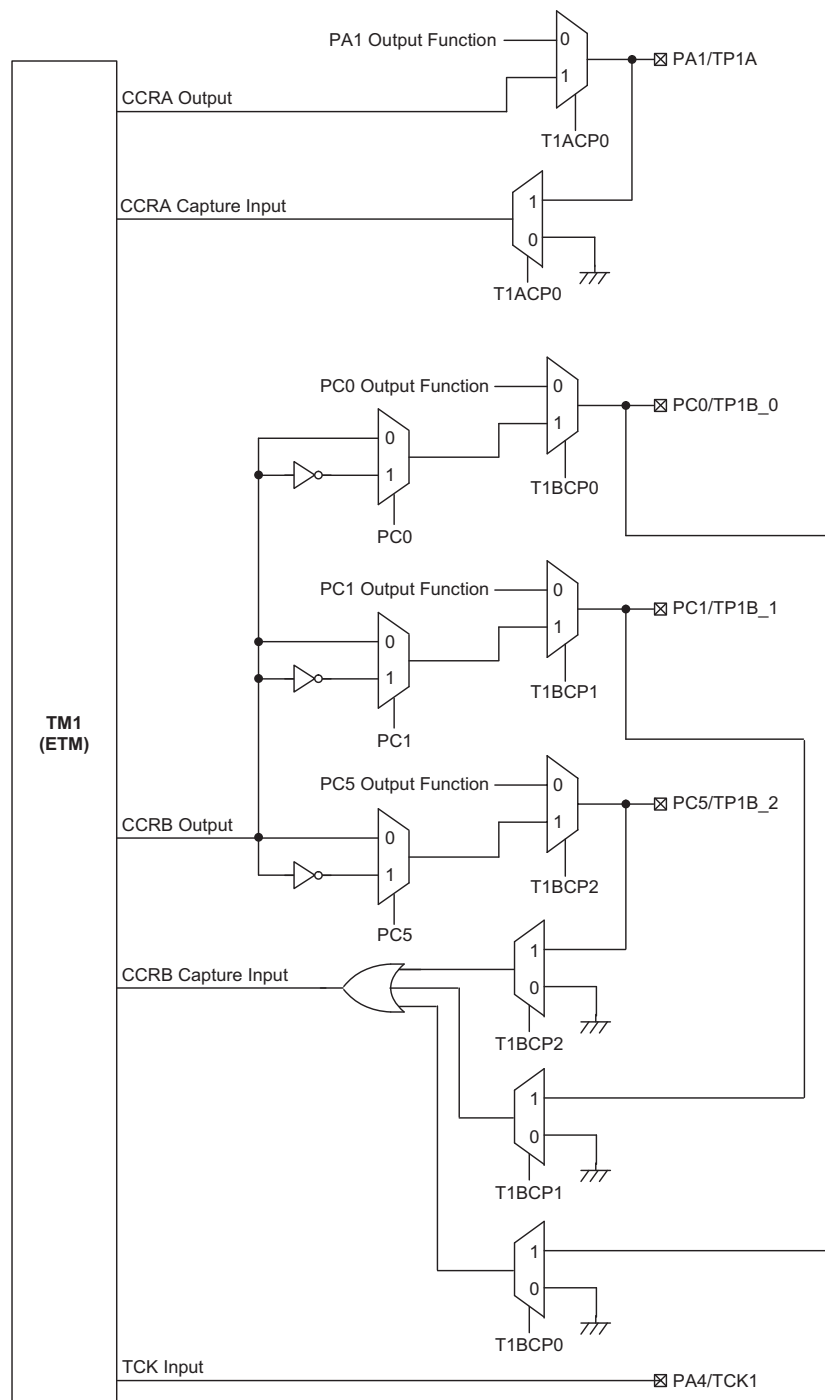 PA1 Output Function
0
1
PA1/TP1A
CCRA Output
T1ACP0
CCRA Capture Input
1
0
T1ACP0
PC0 Output Function
0
1
PC0/TP1B_0
0
1
T1BCP0
PC0
PC1 Output Function
0
1
PC1/TP1B_1
0
1
T1BCP1
PC1
TM1
(ETM)
PC5 Output Function
0
1
PC5/TP1B_2
CCRB Output
0
1
T1BCP2
PC5
CCRB Capture Input
1
0
T1BCP2
1
0
T1BCP1
1
0
T1BCP0
TCK Input
PA4/TCK1